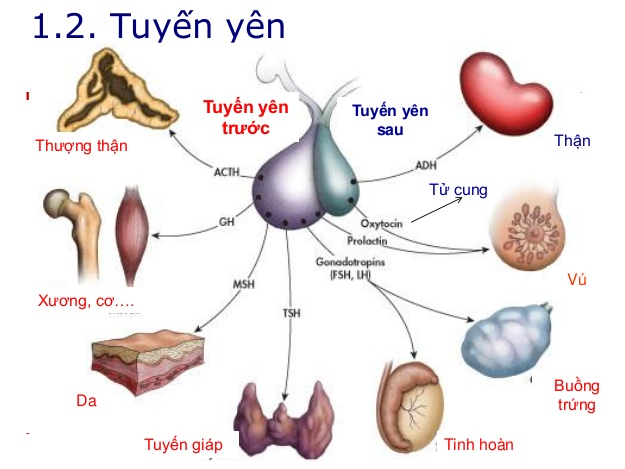 1.2. Tuyến yên
Tuyến yên
trước
Tuyến yên
sau
Thượng thận
Thận
ACTH
ADH
Tử cung
GH
Oxytocin
Prolactin
Gonadotropins
(FSH, LH)
Vú
MSH
Xương, cơ….
TSH
Da
Buồng
trứng
Tuyến giáp
Tinh hoàn